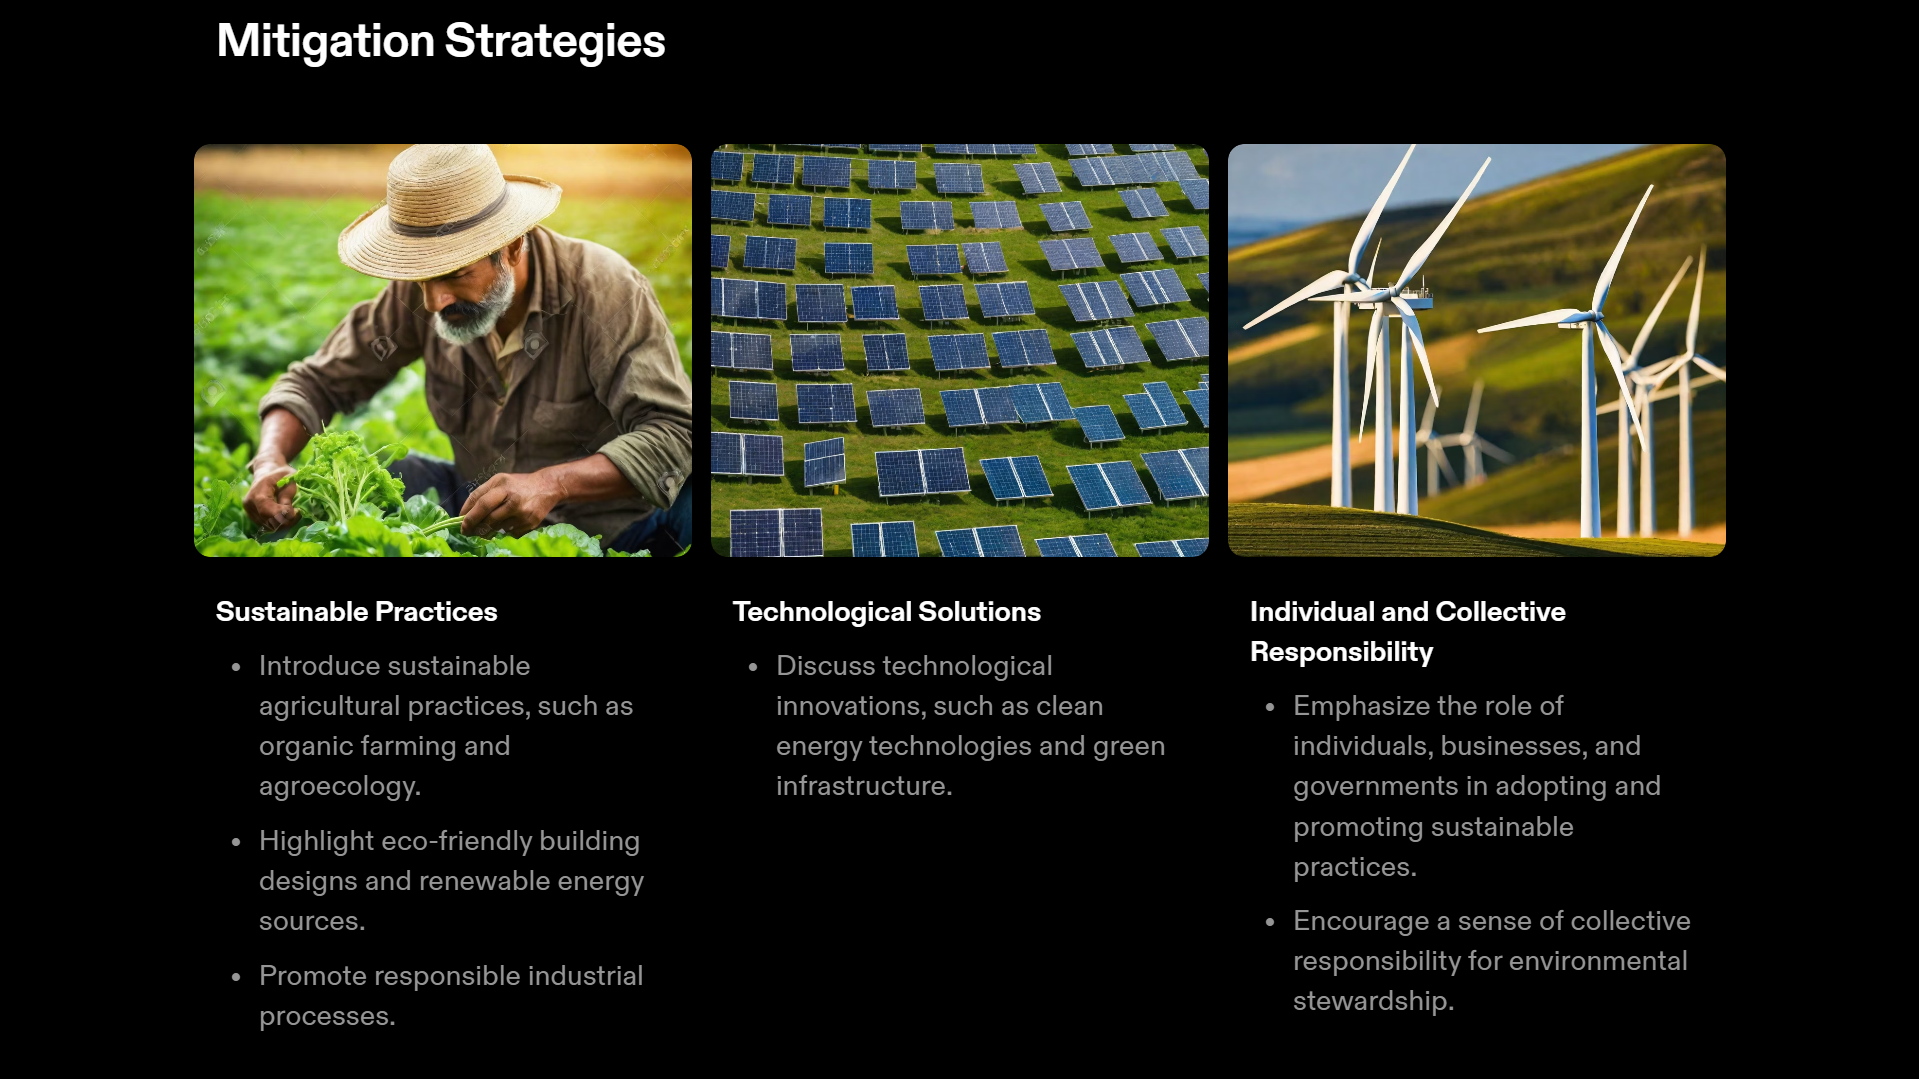 Mitigation Strategies
Sustainable Practices
• Introduce sustainable
agricultural practices, such as
organic farming and
agroecology.
• Highlight eco-friendly building
designs and renewable energy
sources.
• Promote responsible industrial
processes.
Technological Solutions
• Discuss technological
innovations, such as clean
energy technologies and green
infrastructure.
Individual and Collective
Responsibility
• Emphasize the role of
individuals, businesses, and
governments in adopting and
promoting sustainable
practices.
• Encourage a sense of collective
responsibility for environmental
stewardship.